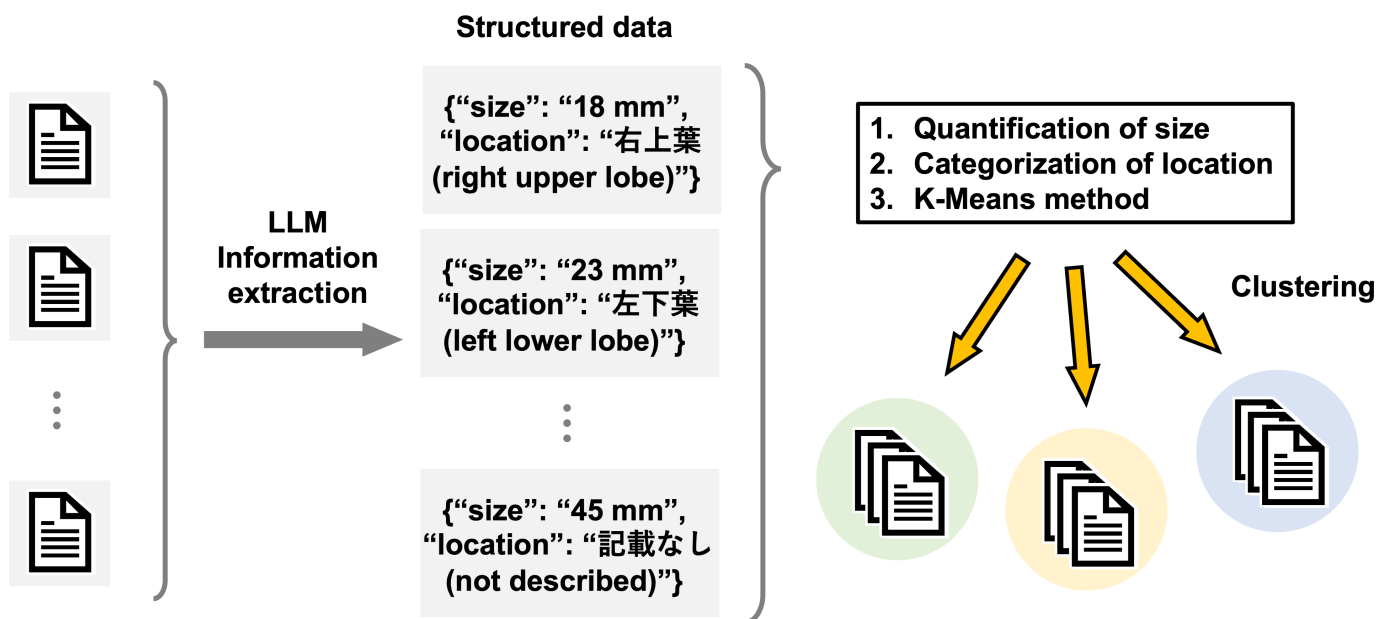 Structured data
{“size”: “18 mm”,
“location”: “右上葉
(right upper lobe)”}
LLM
Information
extraction
{“size”: “23 mm”,
“location”: “左下葉
(left lower lobe)”}
{“size”: “45 mm”,
“location”: “記載なし
(not described)”}
1. Quantification of size
2. Categorization of location
3. K-Means method
Clustering